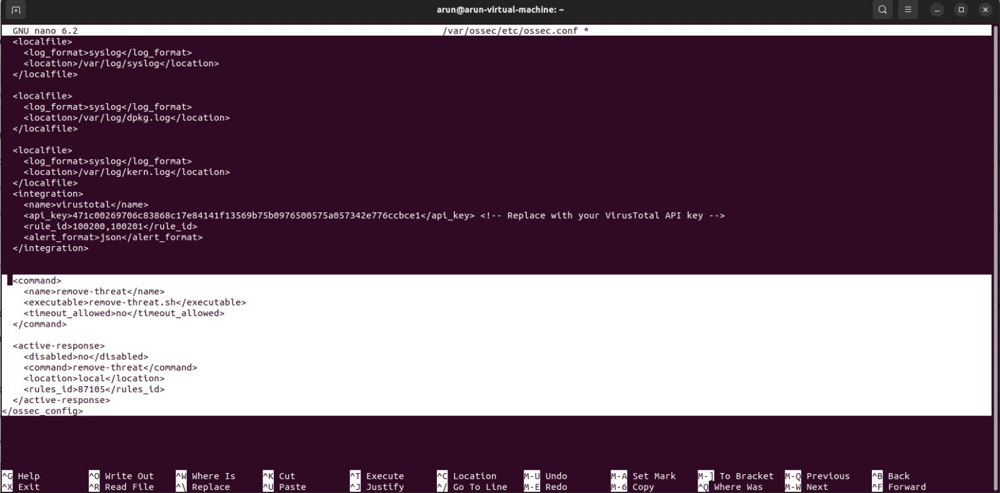 arun@arun-virtual-machine: ~
GNU nano 6.2 /var/ossec/etc/ossec.conf *
<localfile>
<log_format>syslog</log_format>
<location>/var/log/syslog</location>
</localfile>
<localfile>
<log_format>syslog</log_format>
<location>/var/log/dpkg.log</location>
</localfile>
<localfile>
<log_format>syslog</log_format>
<location>/var/log/kern.log</location>
</localfile>
<integration>
<name>virustotal</name>
<api_key>471c00269706c83868c17e84141f13569b75b0976500575a057342e776ccbce1</api_key> <!-- Replace with your VirusTotal API key -->
<rule_id>100200,100201</rule_id>
<alert_format>json</alert_format>
</integration>
<command>
<name>remove-threat</name>
<executable>remove-threat.sh</executable>
<timeout_allowed>no</timeout_allowed>
</command>
<active-response>
<disabled>no</disabled>
<command>remove-threat</command>
<location>local</location>
<rules_id>87105</rules_id>
</active-response>
</ossec_config>
^G Help ^O Write Out ^W Where Is ^K Cut ^T Execute ^C Location M-U Undo M-A Set Mark M-] To Bracket M-Q Previous ^B Back
^X Exit ^R Read File ^\ Replace ^U Paste ^J Justify ^/ Go To Line M-E Redo M-6 Copy ^Q Where Was M-W Next ^F Forward